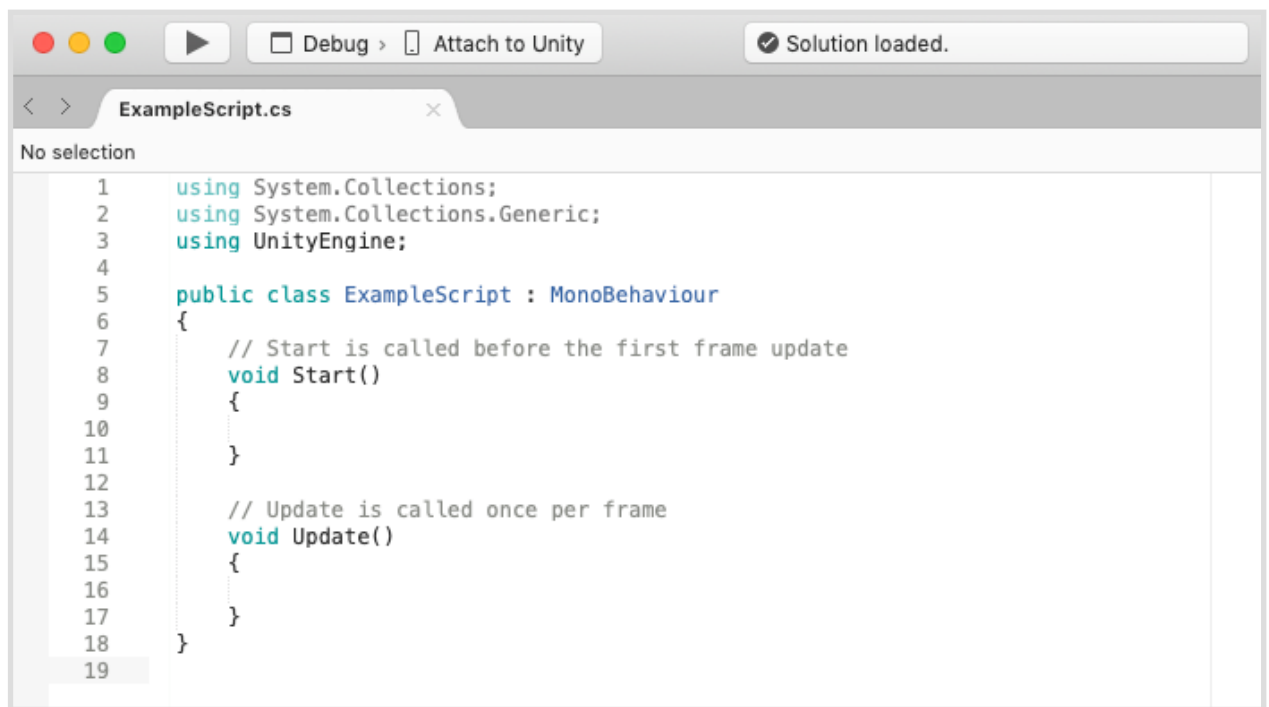 Debug › Attach to Unity
Solution loaded.
< > ExampleScript.cs ×
No selection
1 using System.Collections;
2 using System.Collections.Generic;
3 using UnityEngine;
4
5 public class ExampleScript : MonoBehaviour
6 {
7     // Start is called before the first frame update
8     void Start()
9     {
10
11     }
12
13     // Update is called once per frame
14     void Update()
15     {
16
17     }
18 }
19